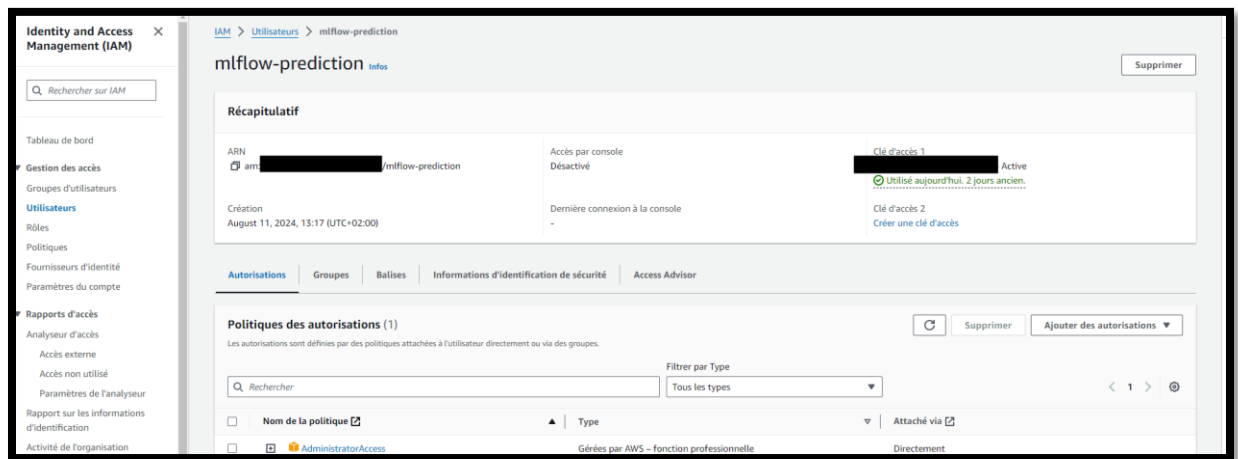 Identity and Access
Management (IAM)
Rechercher sur IAM
Tableau de bord
Gestion des accès
Groupes d'utilisateurs
Utilisateurs
Rôles
Politiques
Fournisseurs d'identité
Paramètres du compte
Rapports d'accès
Analyseur d'accès
Accès externe
Accès non utilisé
Paramètres de l'analyseur
Rapport sur les informations
d'identification
Activité de l'organisation
IAM > Utilisateurs > mlflow-prediction
mlflow-prediction Infos
Supprimer
Récapitulatif
ARN
arn: /mlflow-prediction
Accès par console
Désactivé
Clé d'accès 1
Active
Utilisé aujourd'hui. 2 jours ancien.
Création
August 11, 2024, 13:17 (UTC+02:00)
Dernière connexion à la console
-
Clé d'accès 2
Créer une clé d'accès
Autorisations Groupes Balises Informations d'identification de sécurité Access Advisor
Politiques des autorisations (1)
Supprimer
Ajouter des autorisations
Les autorisations sont définies par des politiques attachées à l'utilisateur directement ou via des groupes.
Filtrer par Type
Rechercher
Tous les types
< 1 >
Nom de la politique Type Attaché via
AdministratorAccess Gérées par AWS – fonction professionnelle Directement